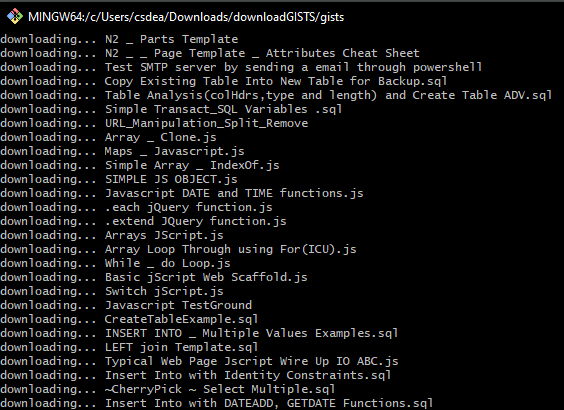 MINGW64:/c/Users/csdea/Downloads/downloadGISTS/gists
downloading... N2 _ Parts Template
downloading... N2 _ _ Page Template _ Attributes Cheat Sheet
downloading... Test SMTP server by sending a email through powershell
downloading... Copy Existing Table Into New Table for Backup.sql
downloading... Table Analysis(colHdrs,type and length) and Create Table ADV.sql
downloading... Simple Transact_SQL Variables .sql
downloading... URL_Manipulation_Split_Remove
downloading... Array _ Clone.js
downloading... Maps _ Javascript.js
downloading... Simple Array _ IndexOf.js
downloading... SIMPLE JS OBJECT.js
downloading... Javascript DATE and TIME functions.js
downloading... .each jQuery function.js
downloading... .extend JQuery function.js
downloading... Arrays JScript.js
downloading... Array Loop Through using For(ICU).js
downloading... While _ do Loop.js
downloading... Basic jScript Web Scaffold.js
downloading... Switch jScript.js
downloading... Javascript TestGround
downloading... CreateTableExample.sql
downloading... INSERT INTO _ Multiple Values Examples.sql
downloading... LEFT join Template.sql
downloading... Typical Web Page Jscript Wire Up IO ABC.js
downloading... Insert Into with Identity Constraints.sql
downloading... ~CherryPick ~ Select Multiple.sql
downloading... Insert Into with DATEADD, GETDATE Functions.sql